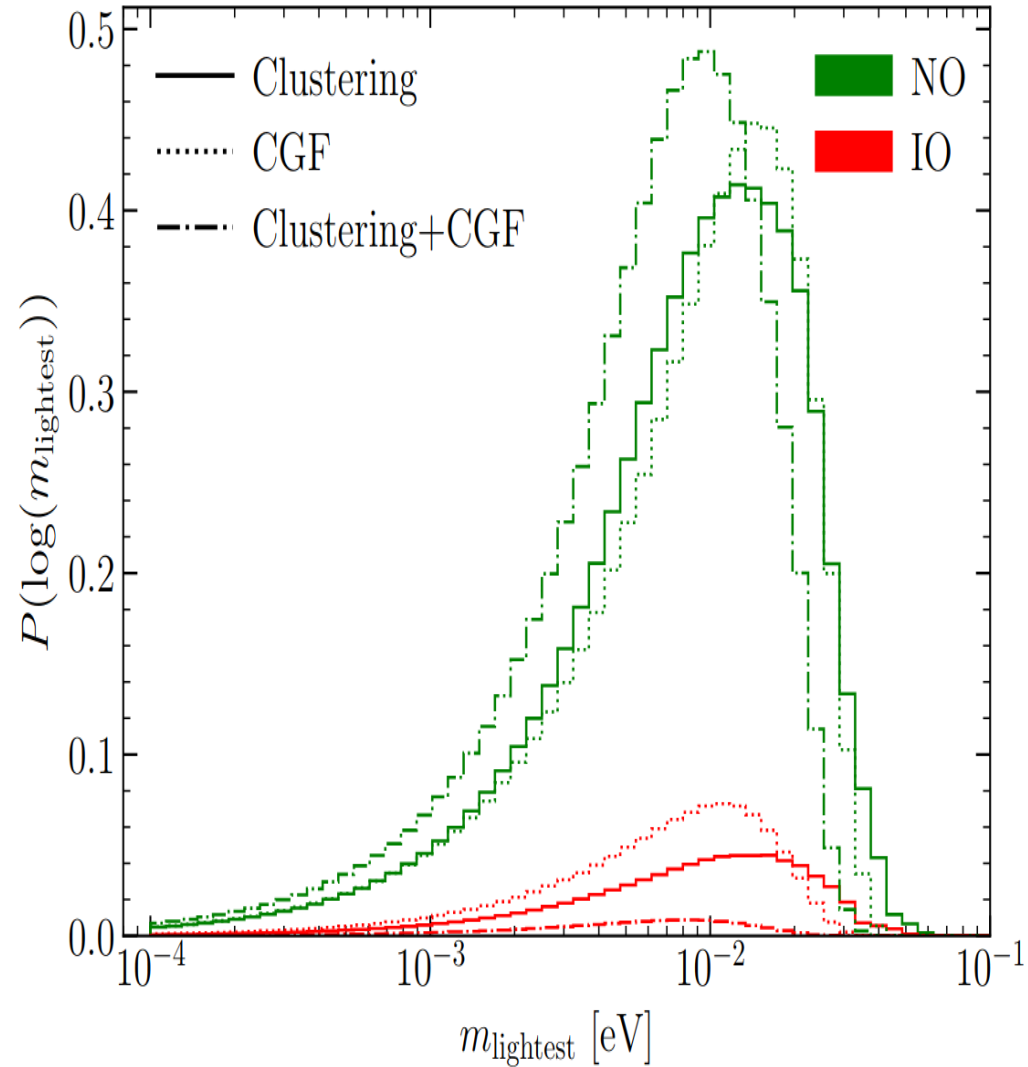 Clustering
CGF
Clustering+CGF
NO
IO
P(log(m_lightest))
0.5
0.4
0.3
0.2
0.1
0.0
10⁻⁴ 10⁻³ 10⁻² 10⁻¹
m_lightest [eV]